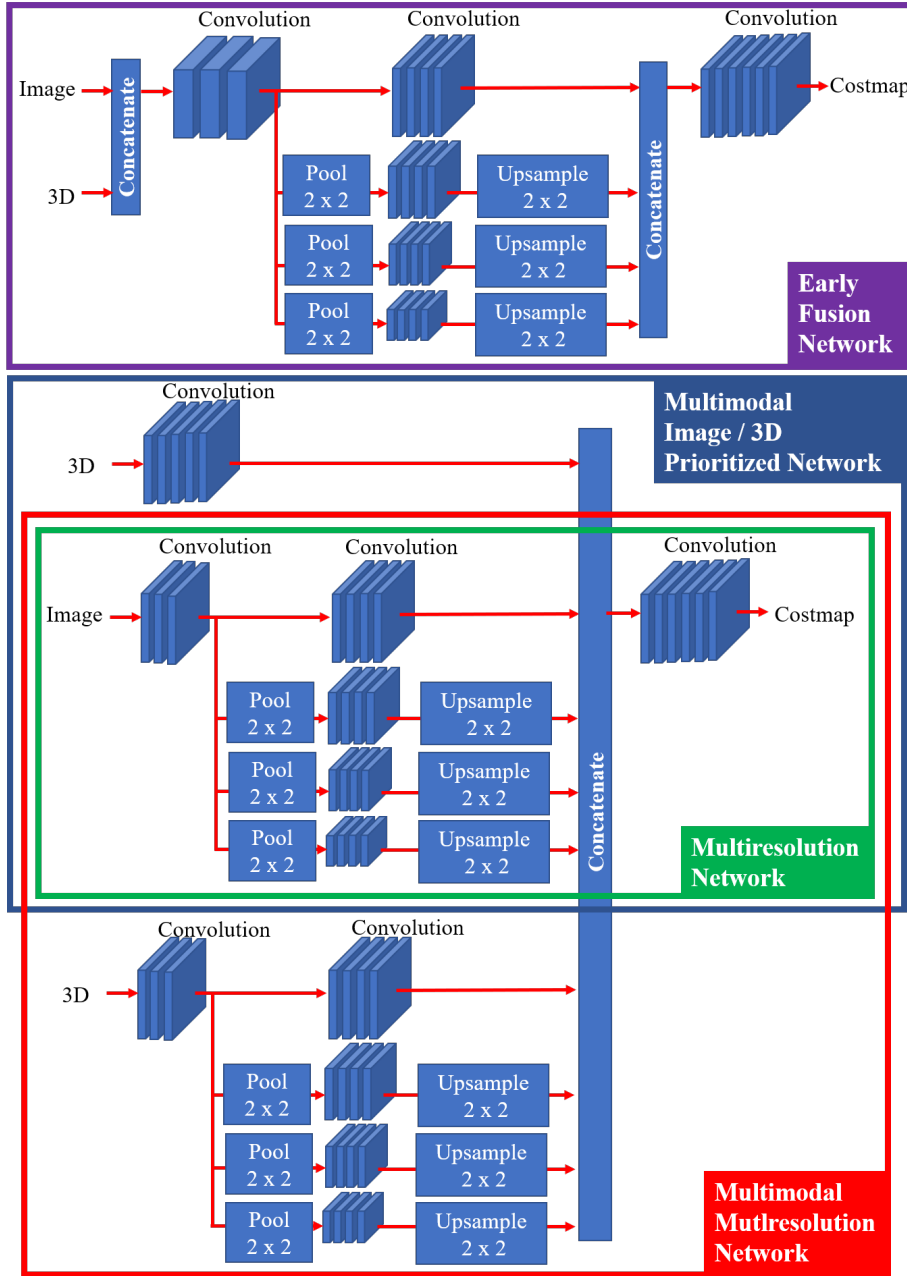 Convolution
Convolution
Convolution
Image
Concatenate
Costmap
3D
Pool
2 x 2
Upsample
2 x 2
Pool
2 x 2
Upsample
2 x 2
Pool
2 x 2
Upsample
2 x 2
Concatenate
Early
Fusion
Network
Convolution
Multimodal
Image / 3D
Prioritized Network
3D
Convolution
Convolution
Convolution
Image
Costmap
Pool
2 x 2
Upsample
2 x 2
Pool
2 x 2
Upsample
2 x 2
Pool
2 x 2
Upsample
2 x 2
Concatenate
Multiresolution
Network
Convolution
Convolution
3D
Pool
2 x 2
Upsample
2 x 2
Pool
2 x 2
Upsample
2 x 2
Pool
2 x 2
Upsample
2 x 2
Multimodal
Mutlresolution
Network